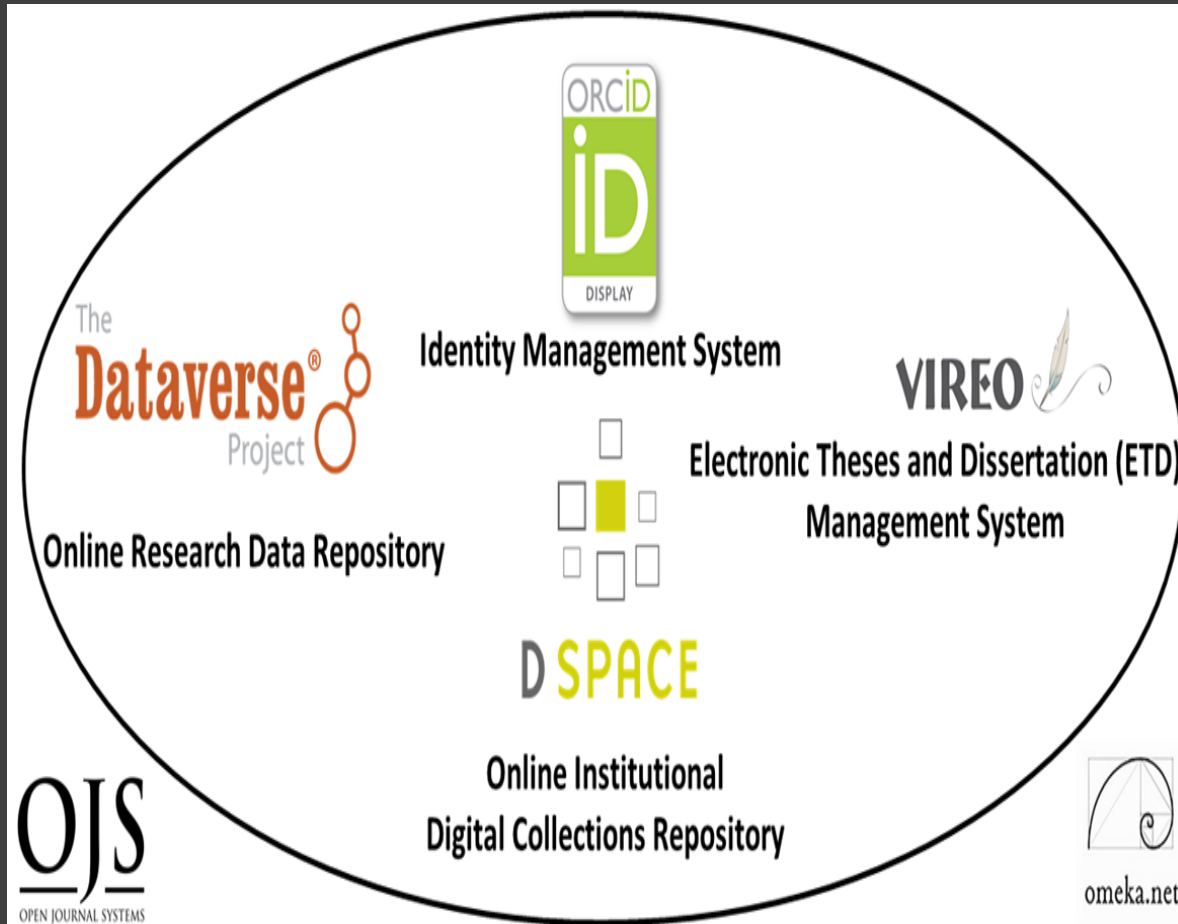 ORCiD
iD
DISPLAY
Identity Management System
The
Dataverse®
Project
Online Research Data Repository
VIREO
Electronic Theses and Dissertation (ETD)
Management System
D SPACE
Online Institutional
Digital Collections Repository
OJS
OPEN JOURNAL SYSTEMS
omeka.net